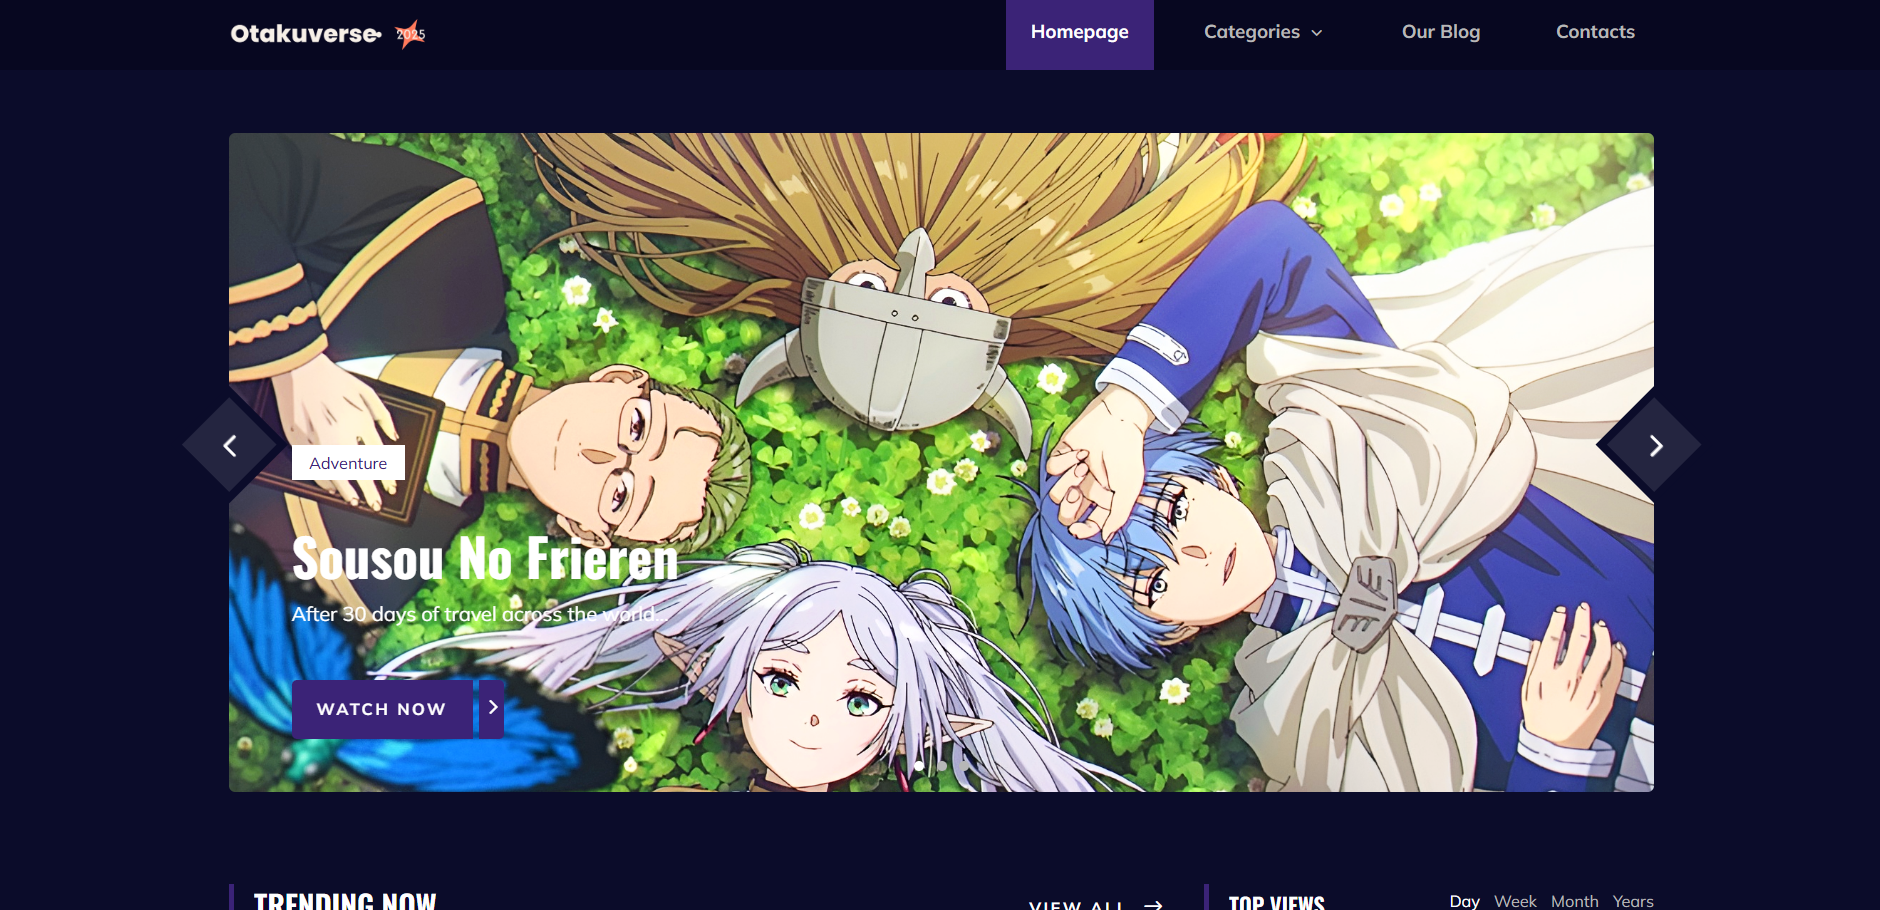 Otakuverse 2025
Homepage
Categories
Our Blog
Contacts
Adventure
Sousou No Frieren
After 30 days of travel across the world...
WATCH NOW
TRENDING NOW
VIEW ALL
TOP VIEWS
Day Week Month Years